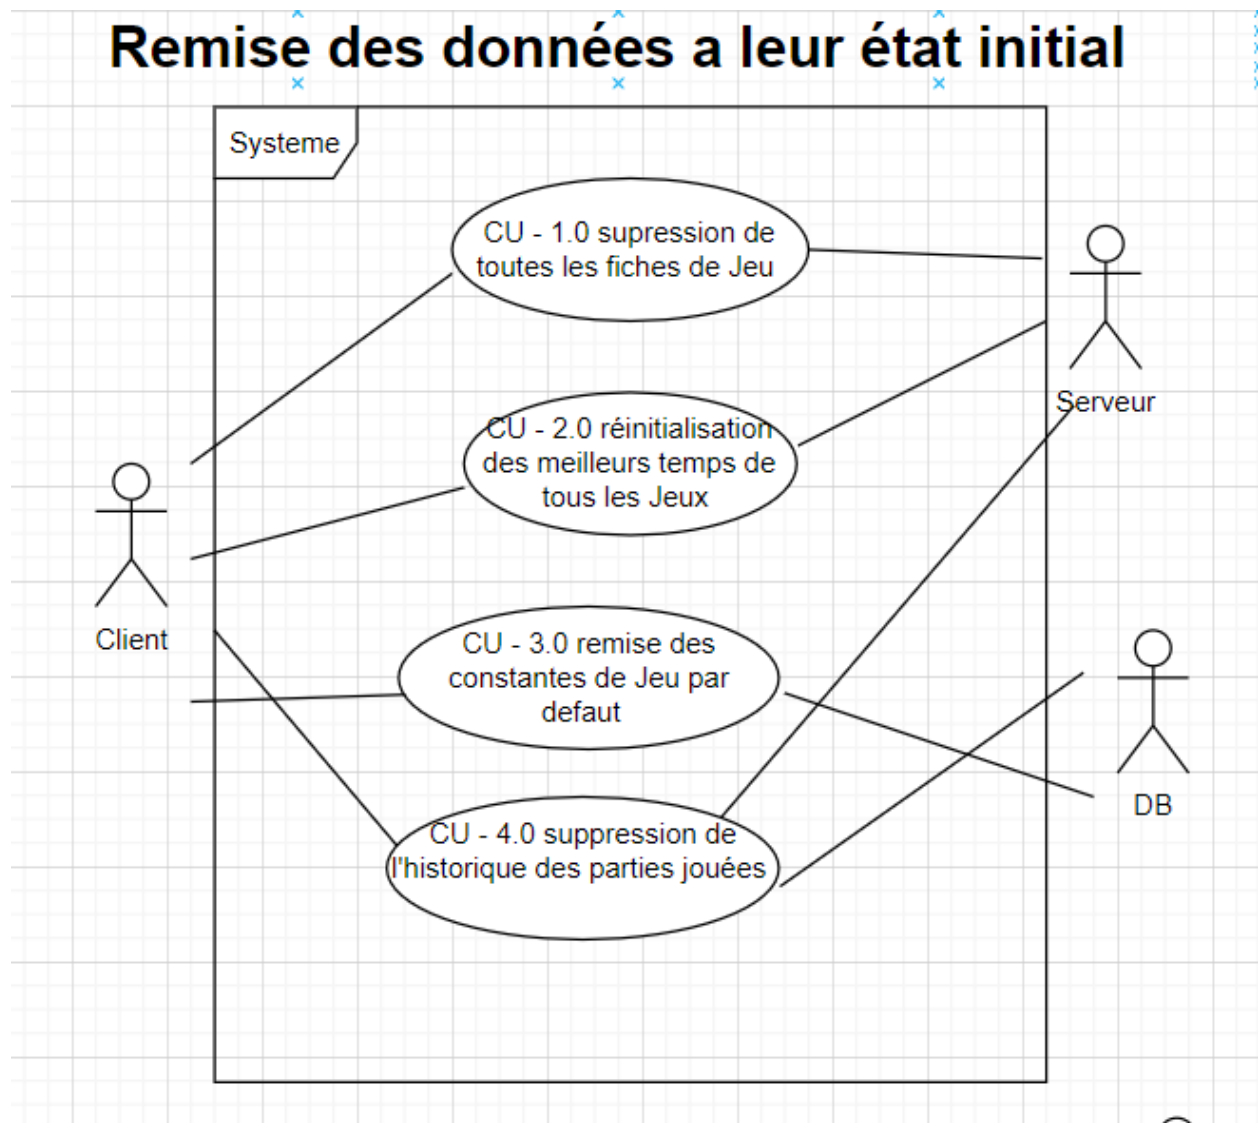 Remise des données a leur état initial
Systeme
CU - 1.0 supression de
toutes les fiches de Jeu
Serveur
CU - 2.0 réinitialisation
des meilleurs temps de
tous les Jeux
Client
CU - 3.0 remise des
constantes de Jeu par
defaut
DB
CU - 4.0 suppression de
l'historique des parties jouées